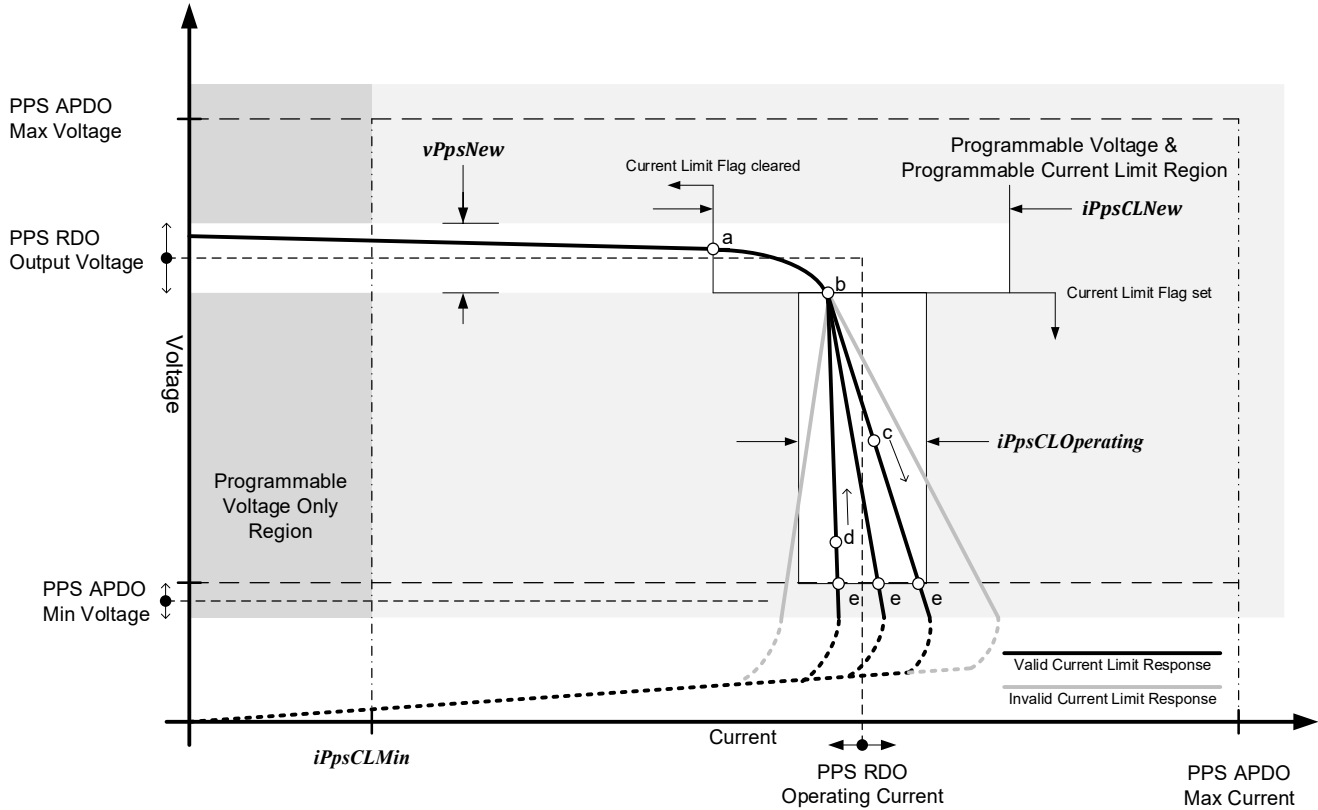 PPS APDO
Max Voltage
vPpsNew
Current Limit Flag cleared
Programmable Voltage &
Programmable Current Limit Region
iPpsCLNew
PPS RDO
Output Voltage
a
b
Current Limit Flag set
Voltage
c
iPpsCLOperating
Programmable
Voltage Only
Region
d
PPS APDO
Min Voltage
e
e
e
Valid Current Limit Response
Invalid Current Limit Response
Current
iPpsCLMin
PPS RDO
Operating Current
PPS APDO
Max Current